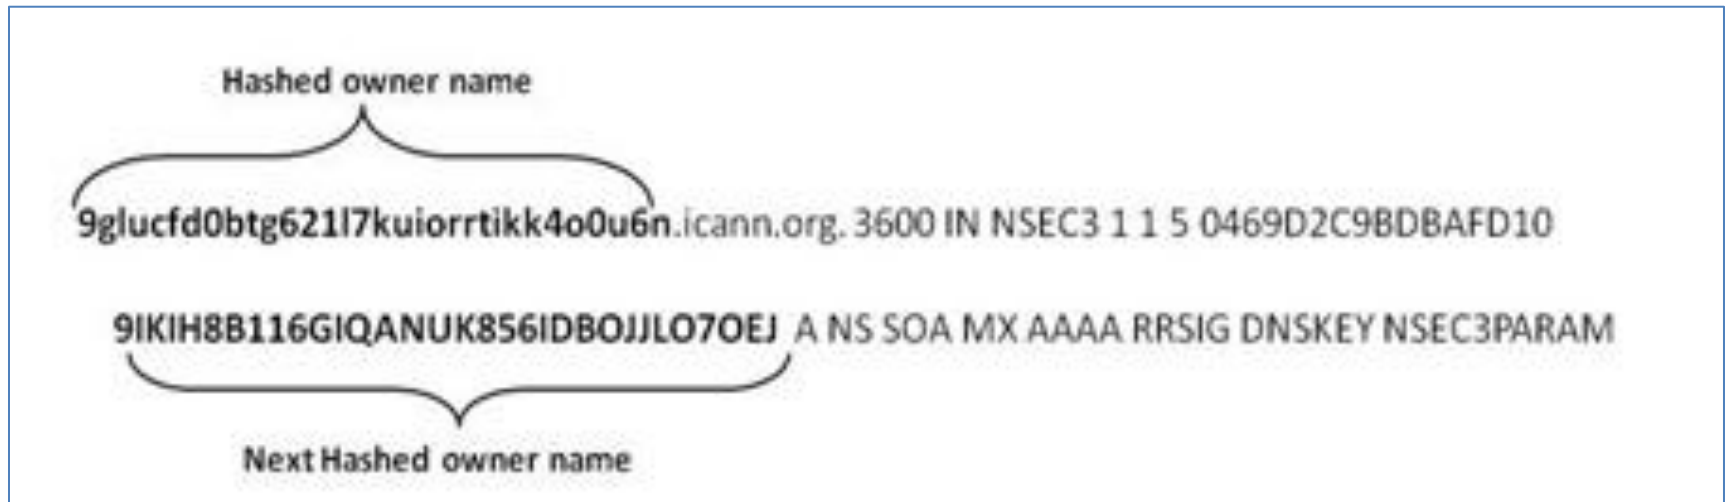 Hashed owner name
9glucfd0btg621l7kuiorrtikk4o0u6n.icann.org. 3600 IN NSEC3 1 1 5 0469D2C9BDBAFD10
9IKIH8B116GIQANUK856IDBOJJLO7OEJ A NS SOA MX AAAA RRSIG DNSKEY NSEC3PARAM
Next Hashed owner name